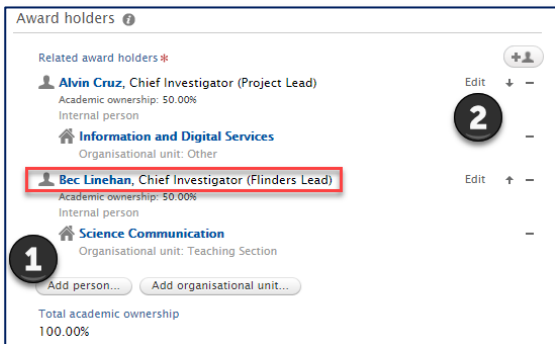 Award holders i
Related award holders *
Alvin Cruz, Chief Investigator (Project Lead) Edit
Academic ownership: 50.00%
Internal person
2
Information and Digital Services
Organisational unit: Other
Bec Linehan, Chief Investigator (Flinders Lead) Edit
Academic ownership: 50.00%
Internal person
Science Communication
Organisational unit: Teaching Section
1
Add person... Add organisational unit...
Total academic ownership
100.00%